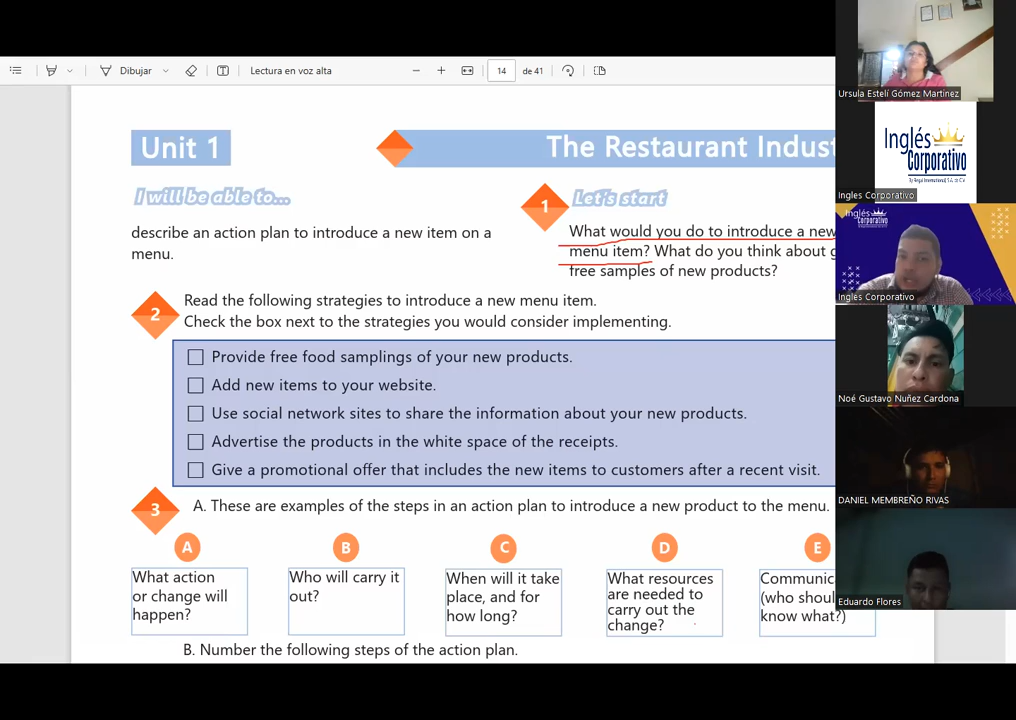 Dibujar
Lectura en voz alta
14
de 41
Unit 1
The Restaurant Indust
I will be able to...
describe an action plan to introduce a new item on a
menu.
1
Let's start
What would you do to introduce a new
menu item? What do you think about g
free samples of new products?
2
Read the following strategies to introduce a new menu item.
Check the box next to the strategies you would consider implementing.
Provide free food samplings of your new products.
Add new items to your website.
Use social network sites to share the information about your new products.
Advertise the products in the white space of the receipts.
Give a promotional offer that includes the new items to customers after a recent visit.
3
A. These are examples of the steps in an action plan to introduce a new product to the menu.
A
What action
or change will
happen?
B
Who will carry it
out?
C
When will it take
place, and for
how long?
D
What resources
are needed to
carry out the
change?
E
Communic
(who shoul
know what?)
B. Number the following steps of the action plan.
Ursula Estelí Gómez Martinez
Inglés
Corporativo
Ingles Corporativo
Inglés
Corporativo
Ingles Corporativo
Noé Gustavo Nuñez Cardona
DANIEL MEMBREÑO RIVAS
Eduardo Flores